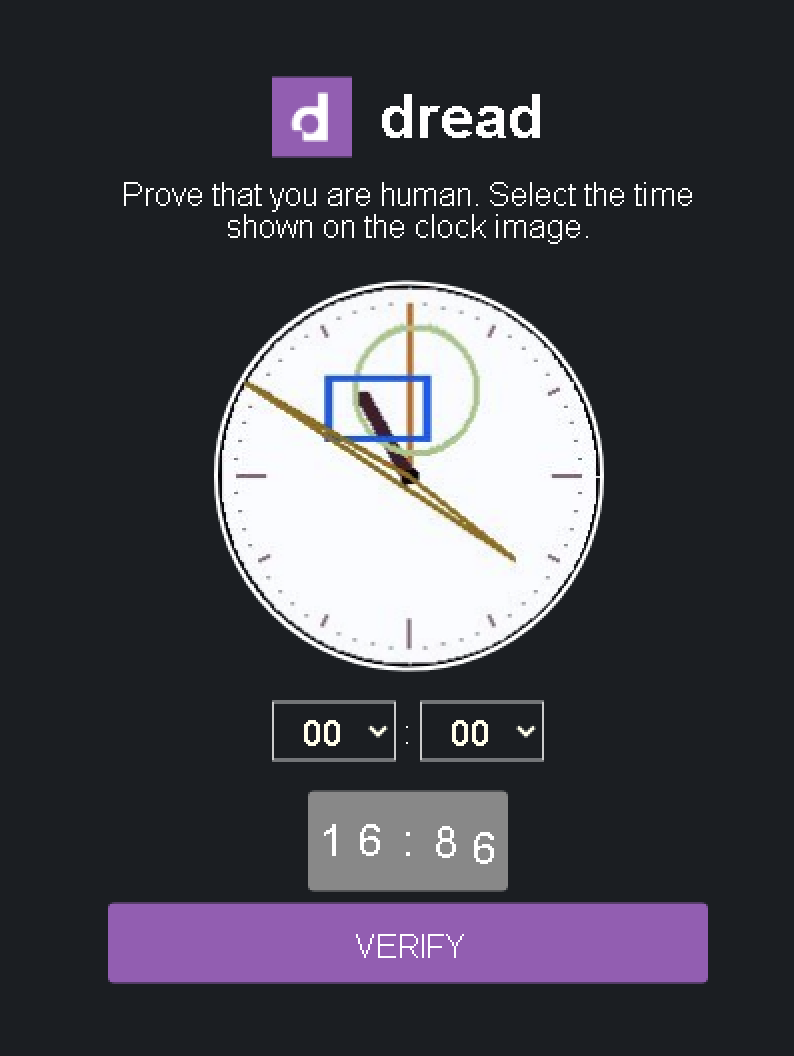 dread
Prove that you are human. Select the time
shown on the clock image.
00 : 00
16:86
VERIFY